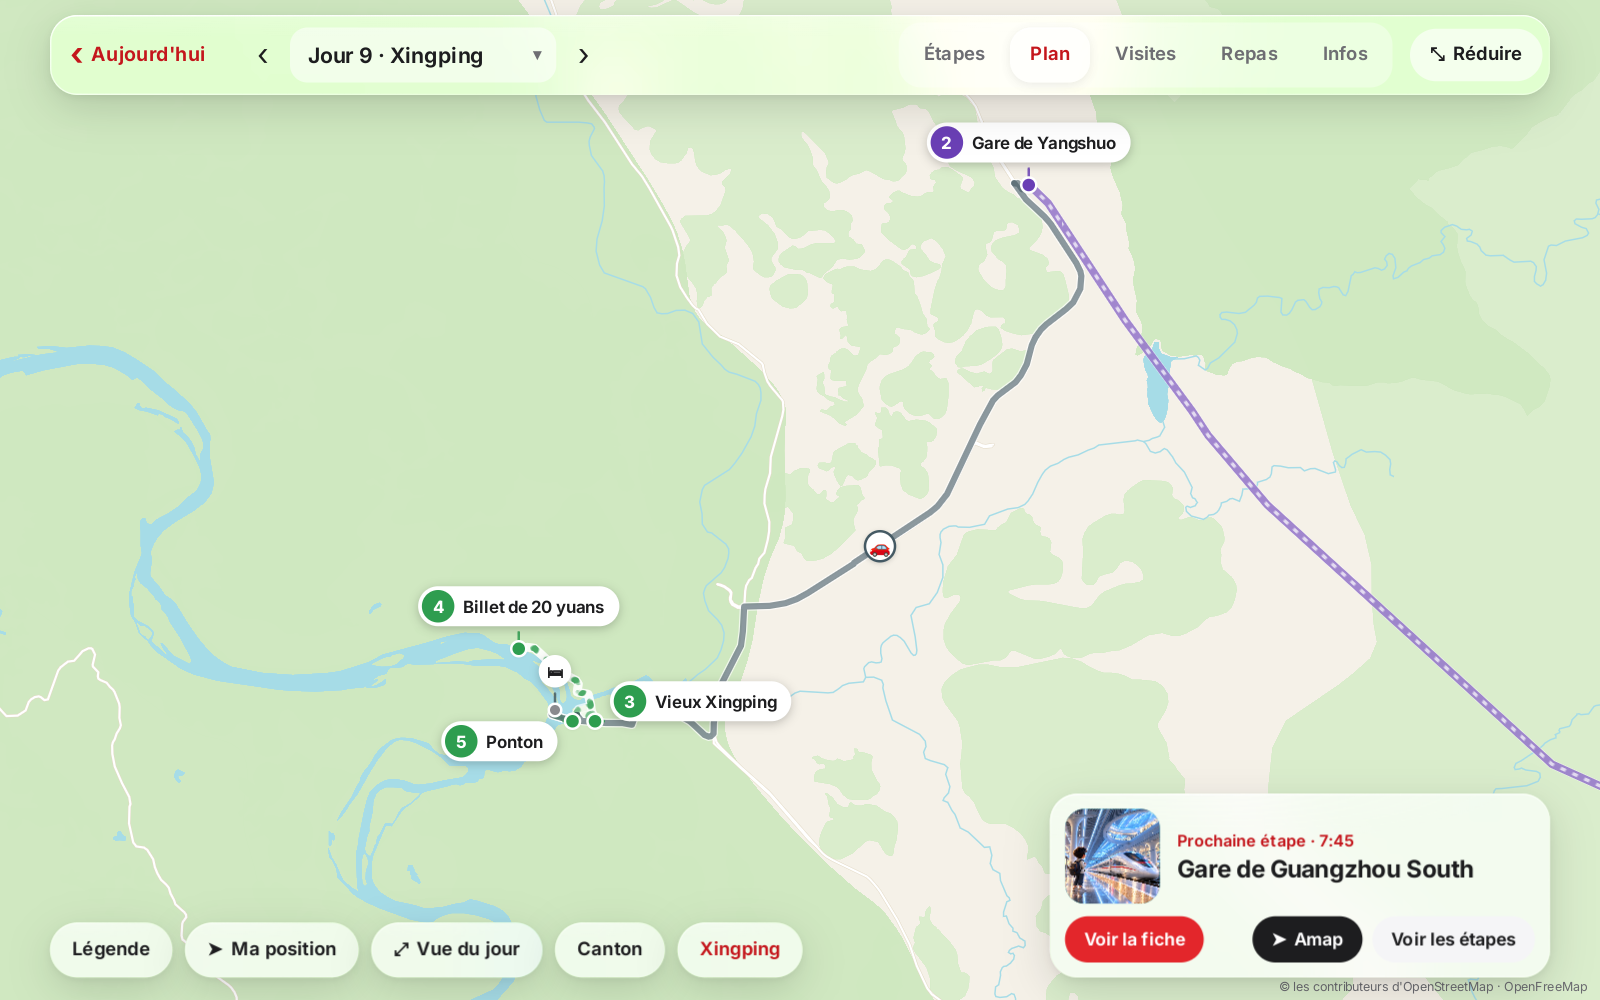 ‹ Aujourd'hui
‹ Jour 9 · Xingping ▾ ›
Étapes Plan Visites Repas Infos
⤡ Réduire
2 Gare de Yangshuo
4 Billet de 20 yuans
3 Vieux Xingping
5 Ponton
Prochaine étape · 7:45
Gare de Guangzhou South
Voir la fiche
➤ Amap
Voir les étapes
Légende
➤ Ma position
⤢ Vue du jour
Canton
Xingping
© les contributeurs d'OpenStreetMap · OpenFreeMap